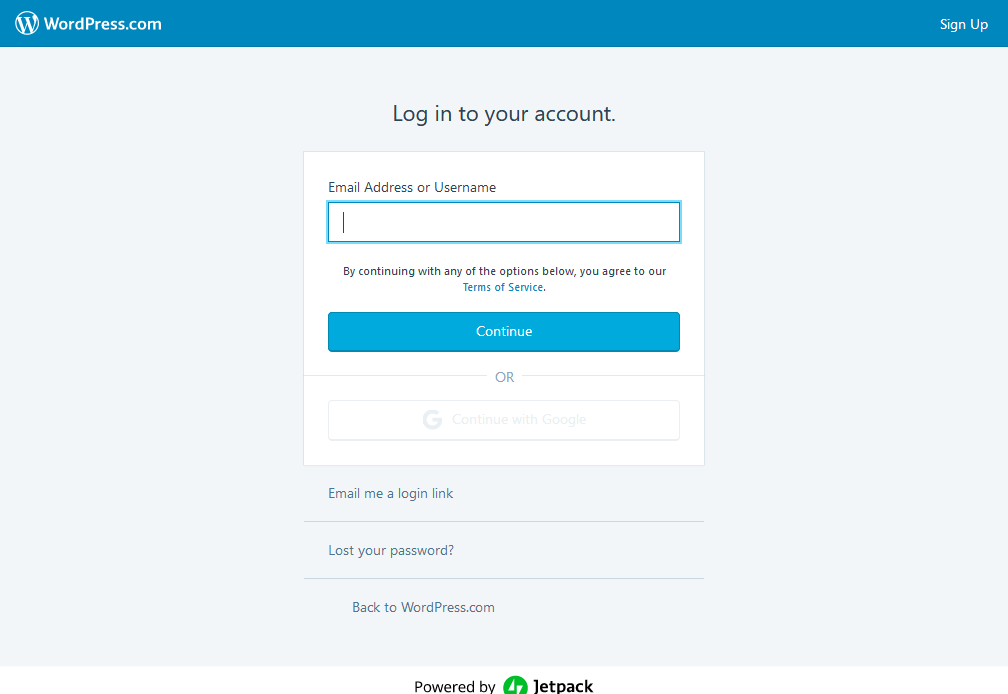 WordPress.com
Sign Up
Log in to your account.
Email Address or Username
By continuing with any of the options below, you agree to our
Terms of Service.
Continue
OR
Continue with Google
Email me a login link
Lost your password?
Back to WordPress.com
Powered by Jetpack